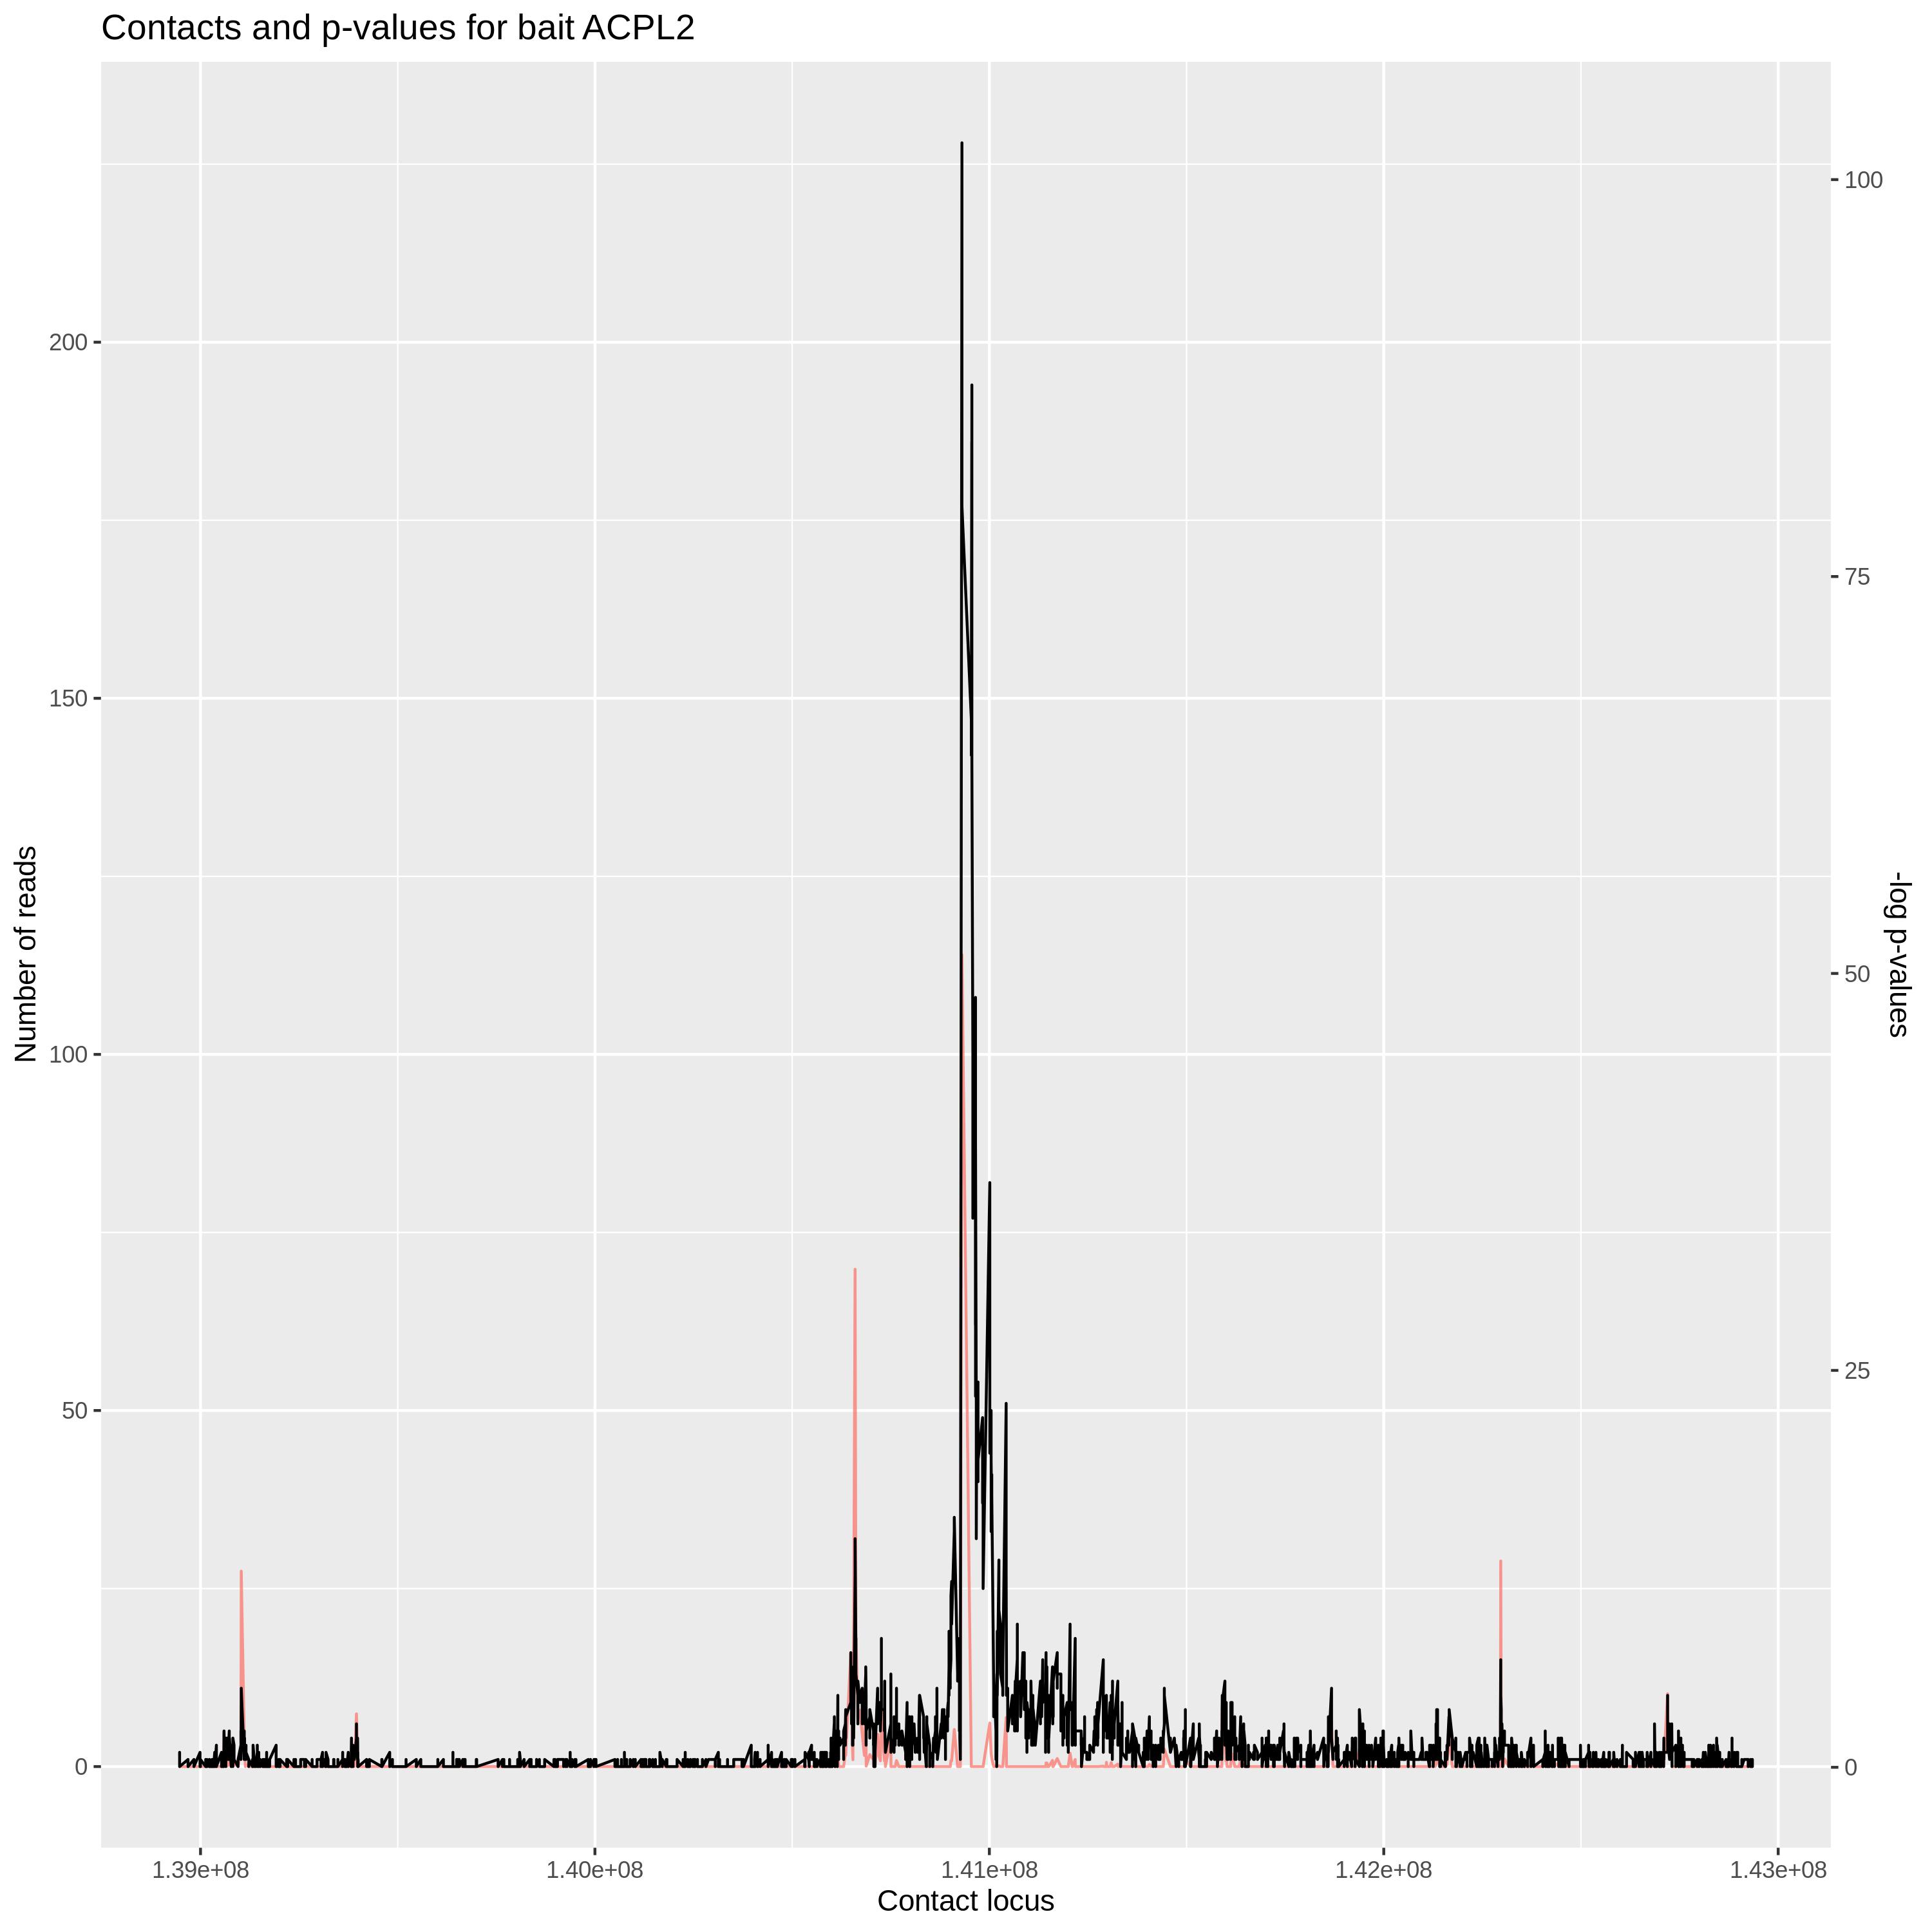 Contacts and p-values for bait ACPL2
Number of reads
200
150
100
50
0
100
75
50
25
0
-log p-values
1.39e+08 1.40e+08 1.41e+08 1.42e+08 1.43e+08
Contact locus